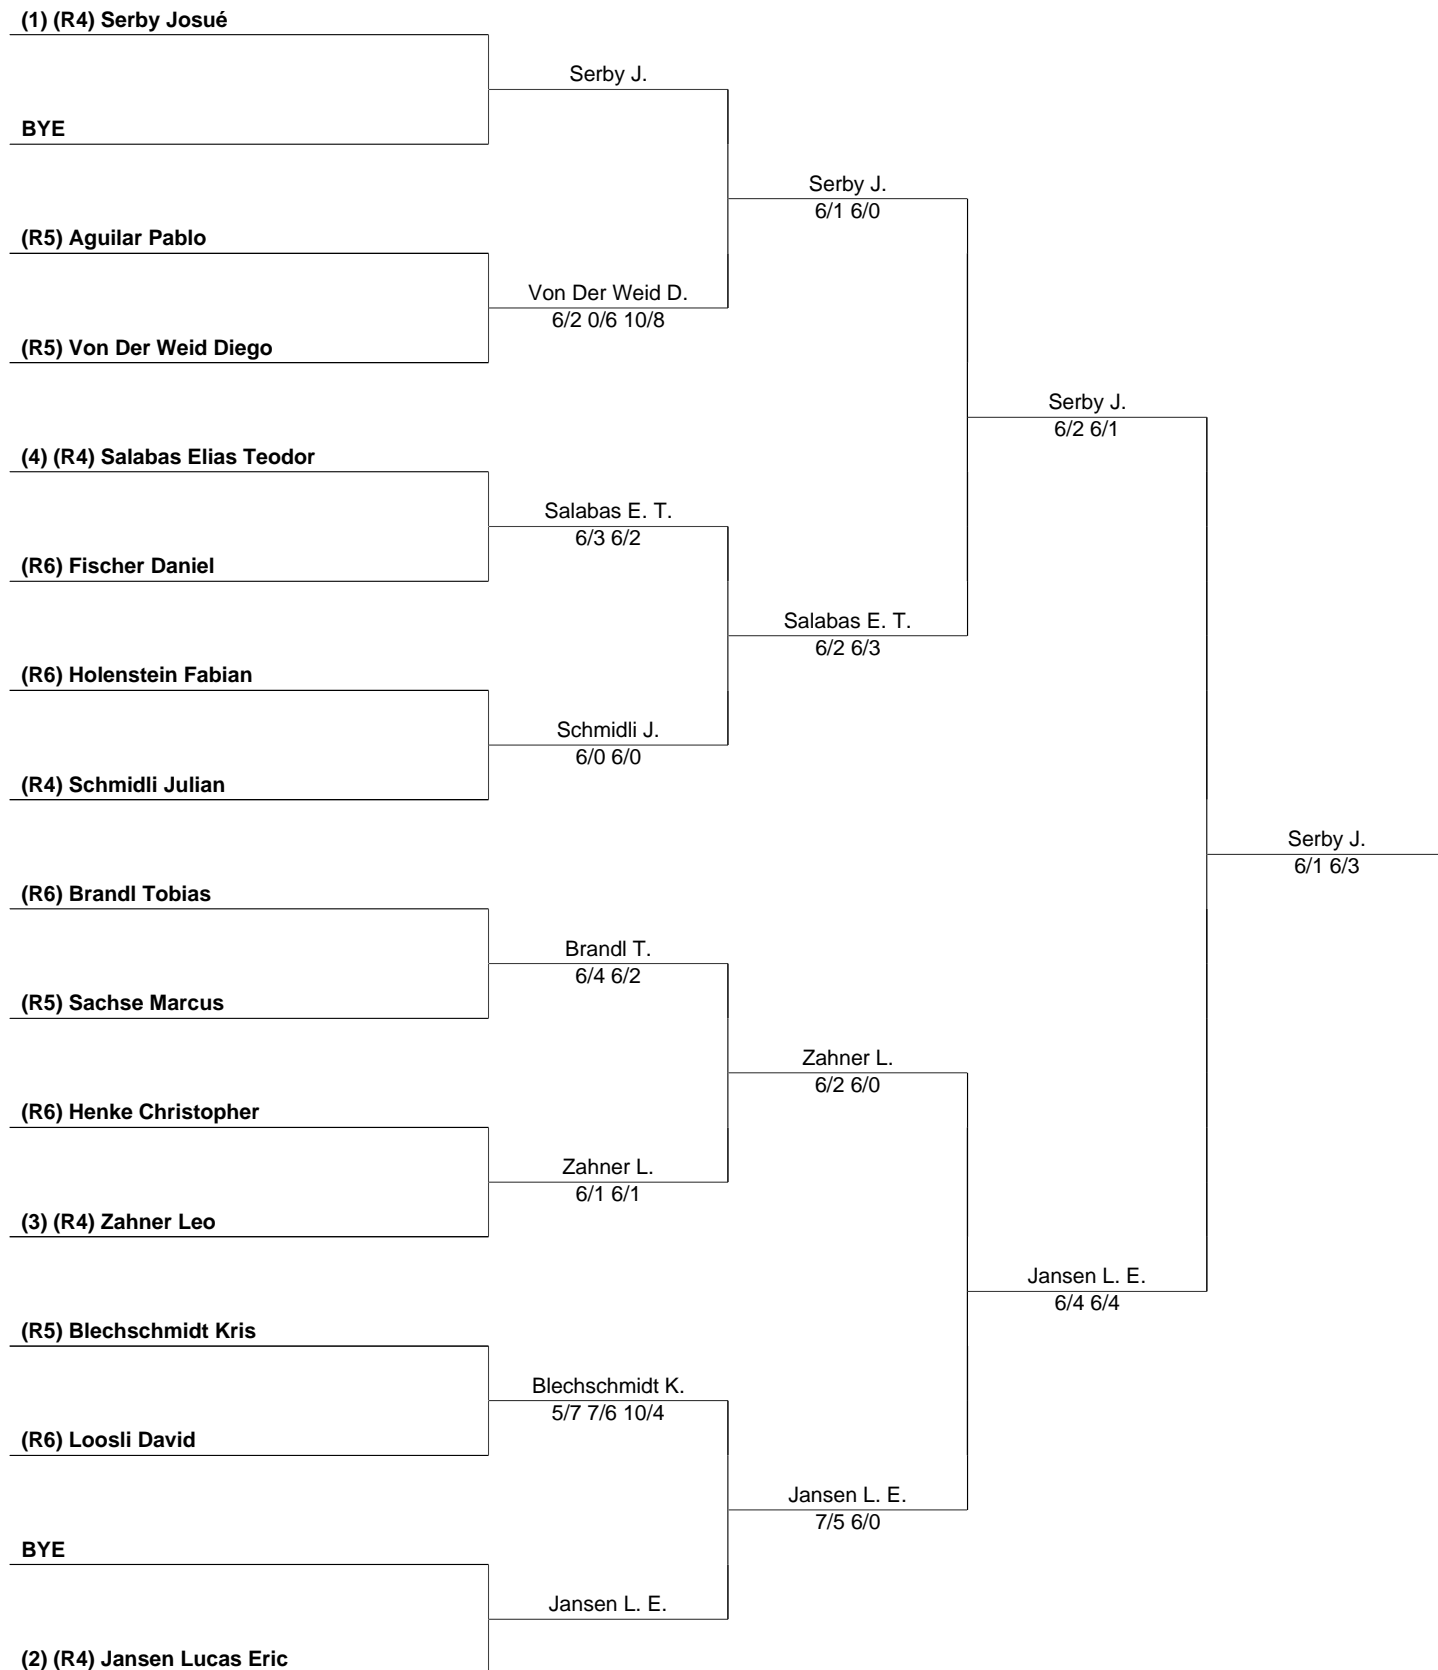 (1) (R4) Serby Josué
Serby J.
BYE
Serby J.
6/1 6/0
(R5) Aguilar Pablo
Von Der Weid D.
6/2 0/6 10/8
(R5) Von Der Weid Diego
Serby J.
6/2 6/1
(4) (R4) Salabas Elias Teodor
Salabas E. T.
6/3 6/2
(R6) Fischer Daniel
Salabas E. T.
6/2 6/3
(R6) Holenstein Fabian
Schmidli J.
6/0 6/0
(R4) Schmidli Julian
Serby J.
6/1 6/3
(R6) Brandl Tobias
Brandl T.
6/4 6/2
(R5) Sachse Marcus
Zahner L.
6/2 6/0
(R6) Henke Christopher
Zahner L.
6/1 6/1
(3) (R4) Zahner Leo
Jansen L. E.
6/4 6/4
(R5) Blechschmidt Kris
Blechschmidt K.
5/7 7/6 10/4
(R6) Loosli David
Jansen L. E.
7/5 6/0
BYE
Jansen L. E.
(2) (R4) Jansen Lucas Eric